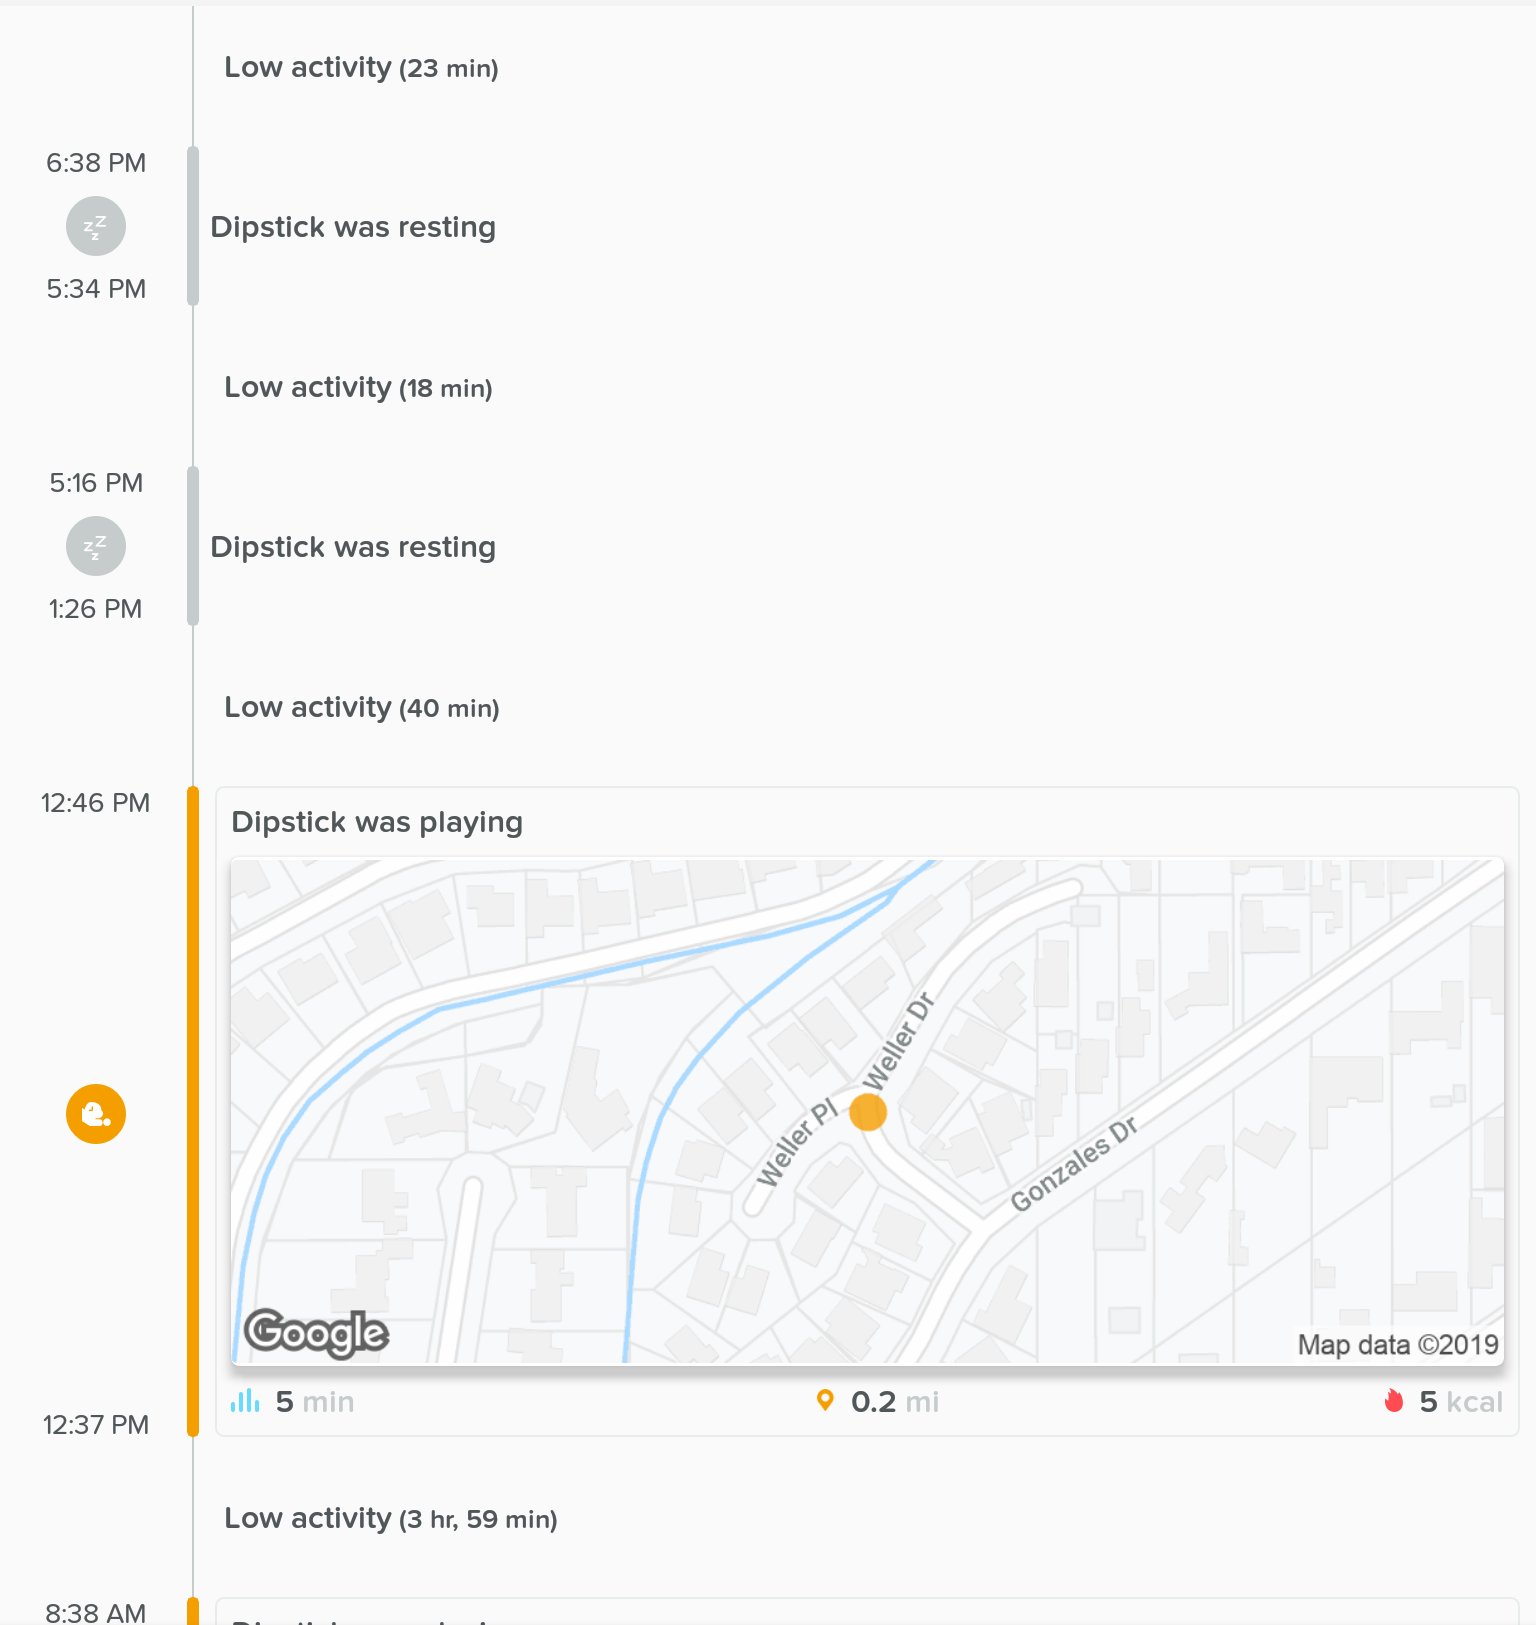 Low activity (23 min)
6:38 PM
zZz
Dipstick was resting
5:34 PM
Low activity (18 min)
5:16 PM
zZz
Dipstick was resting
1:26 PM
Low activity (40 min)
12:46 PM
Dipstick was playing
Weller Dr
Weller Pl
Gonzales Dr
Google
Map data ©2019
5 min 0.2 mi 5 kcal
12:37 PM
Low activity (3 hr, 59 min)
8:38 AM